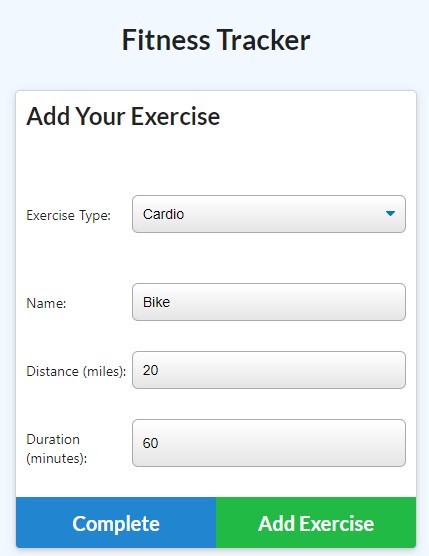 Fitness Tracker
Add Your Exercise
Exercise Type: Cardio
Name: Bike
Distance (miles): 20
Duration
(minutes): 60
Complete Add Exercise